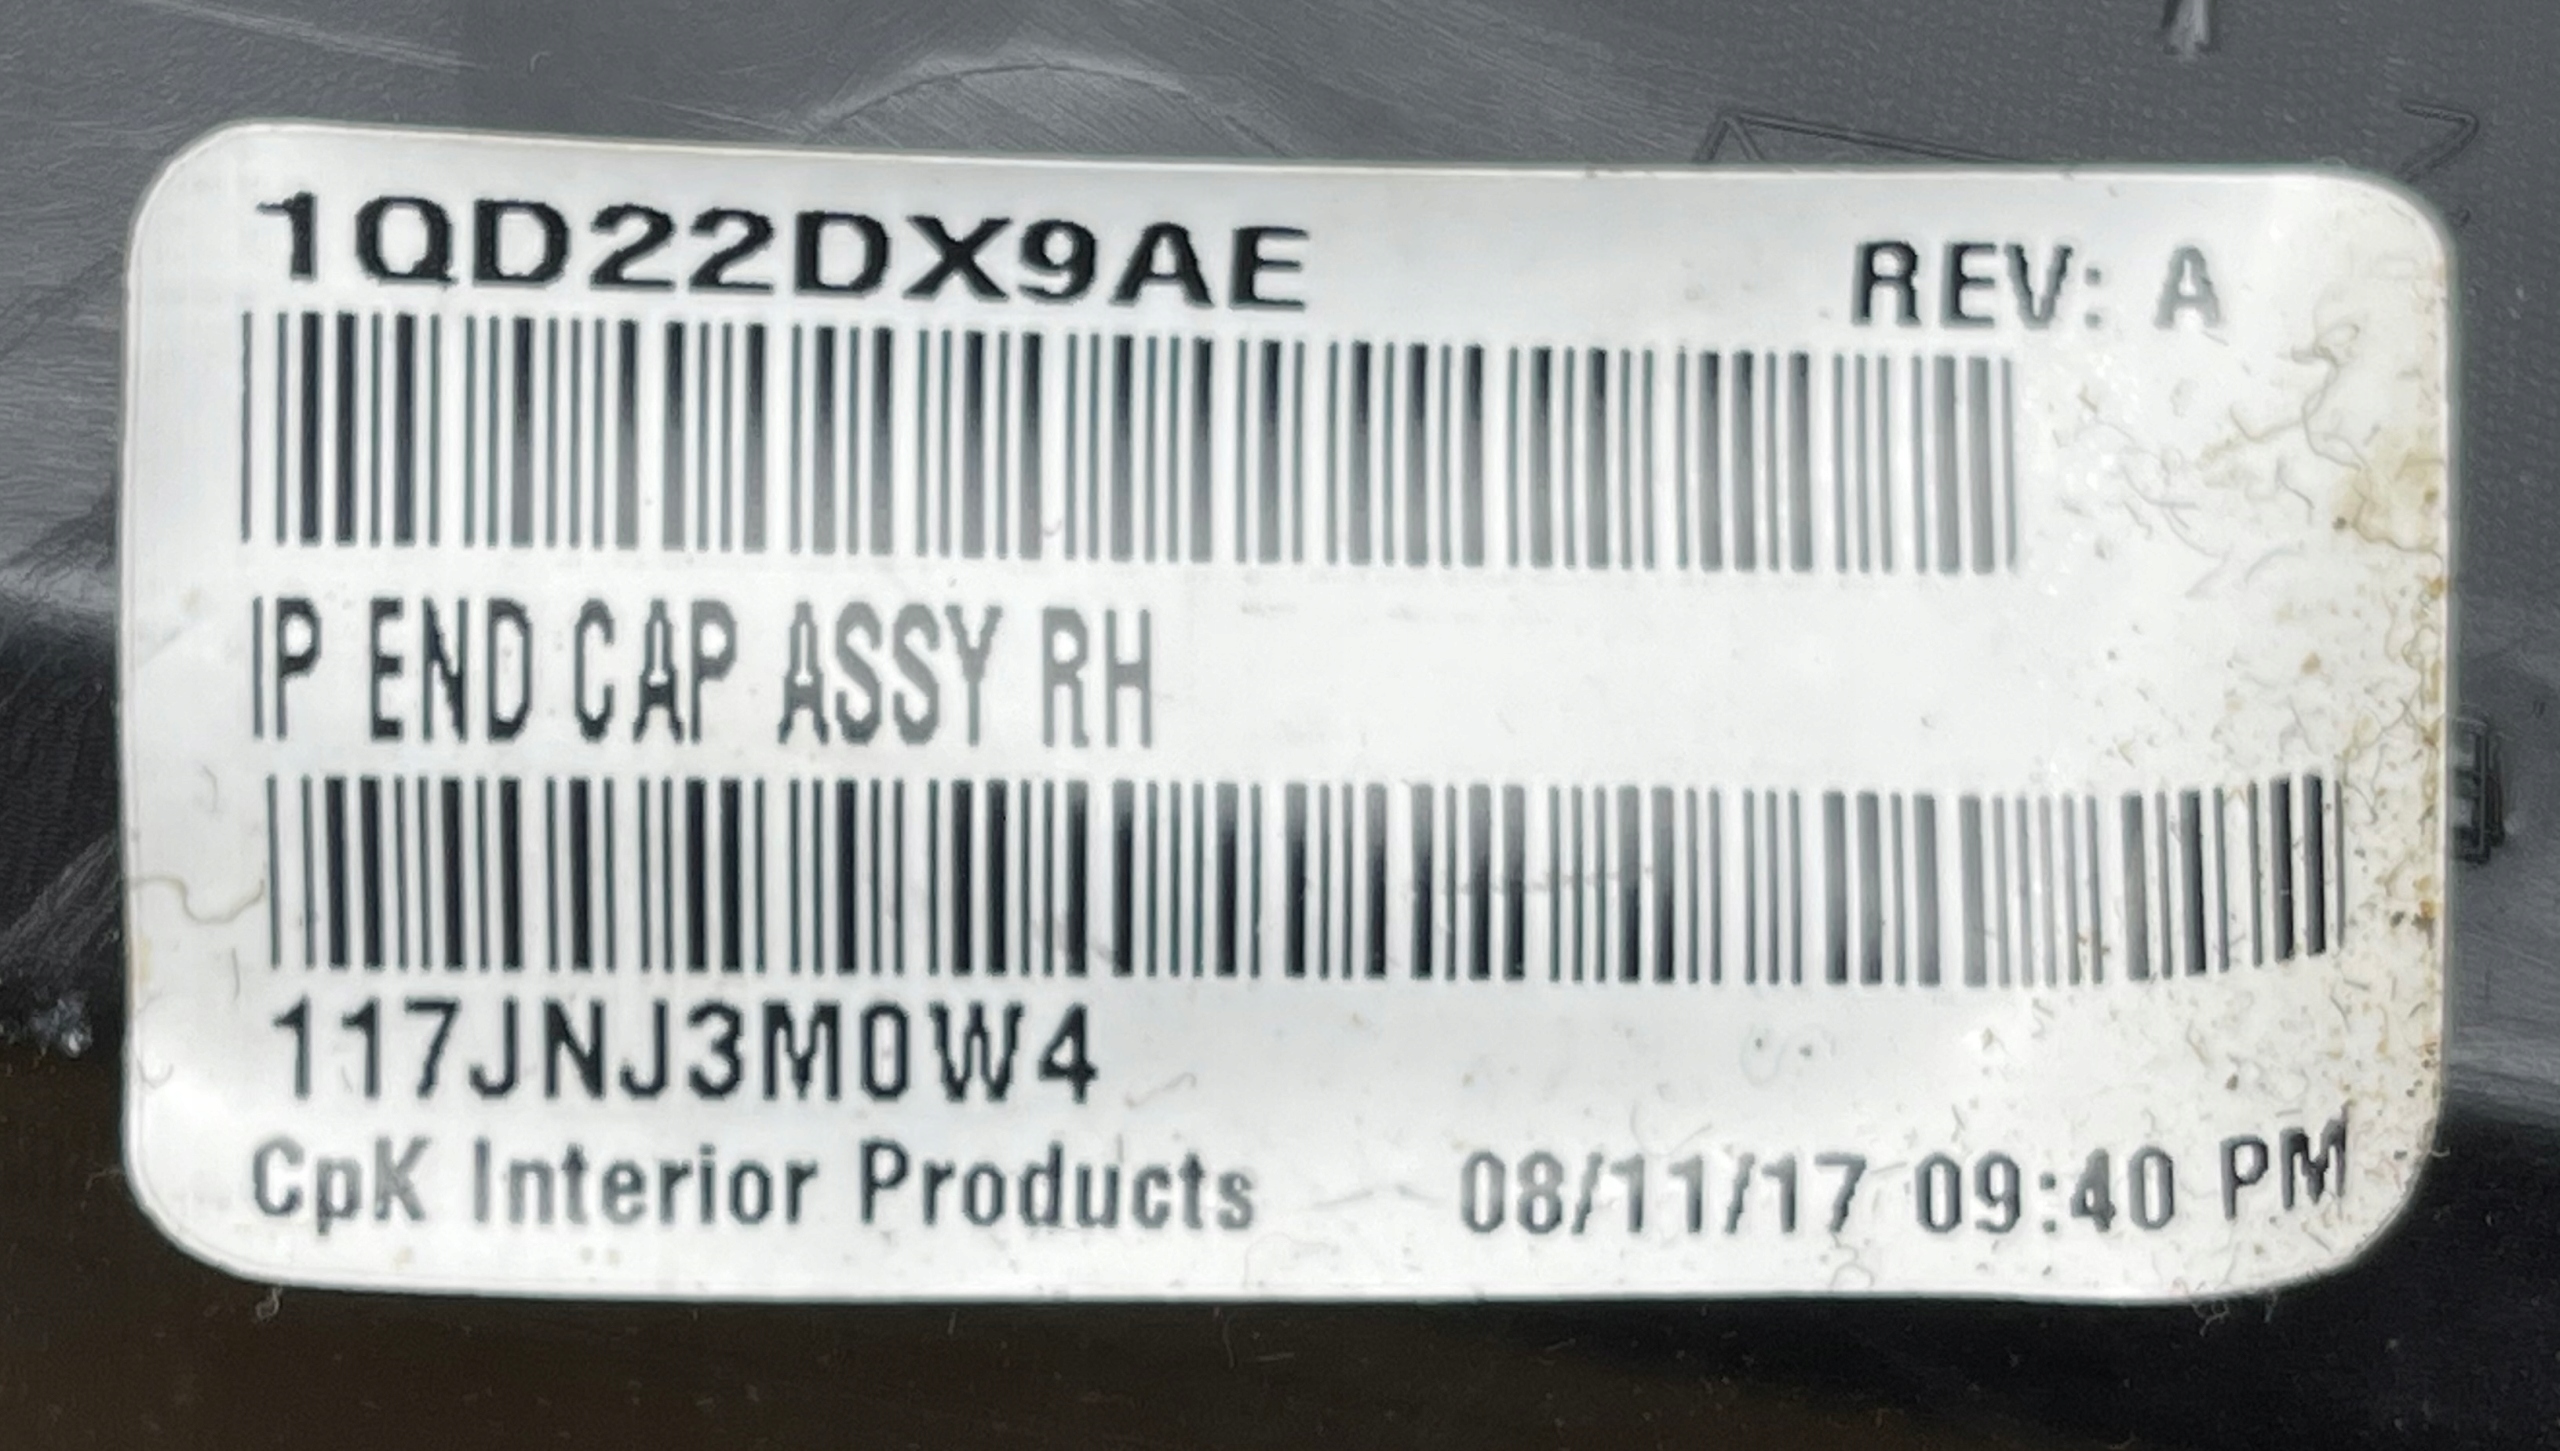 1QD22DX9AE REV: A
IP END CAP ASSY RH
117JNJ3M0W4
CpK Interior Products 08/11/17 09:40 PM